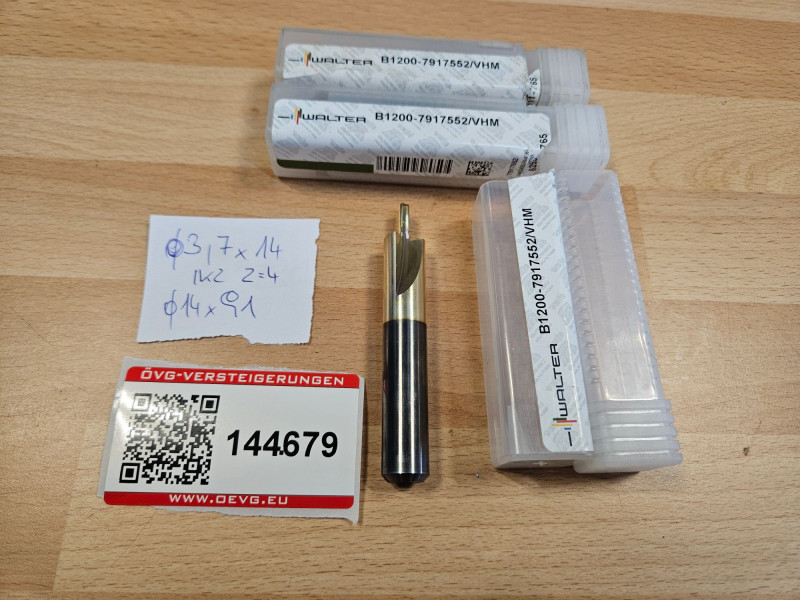 WALTER B1200-7917552/VHM
WALTER B1200-7917552/VHM
WALTER B1200-7917552/VHM
ϕ3,7x14
IKZ Z=4
ϕ14x91
ÖVG-VERSTEIGERUNGEN
144679
WWW.OEVG.EU